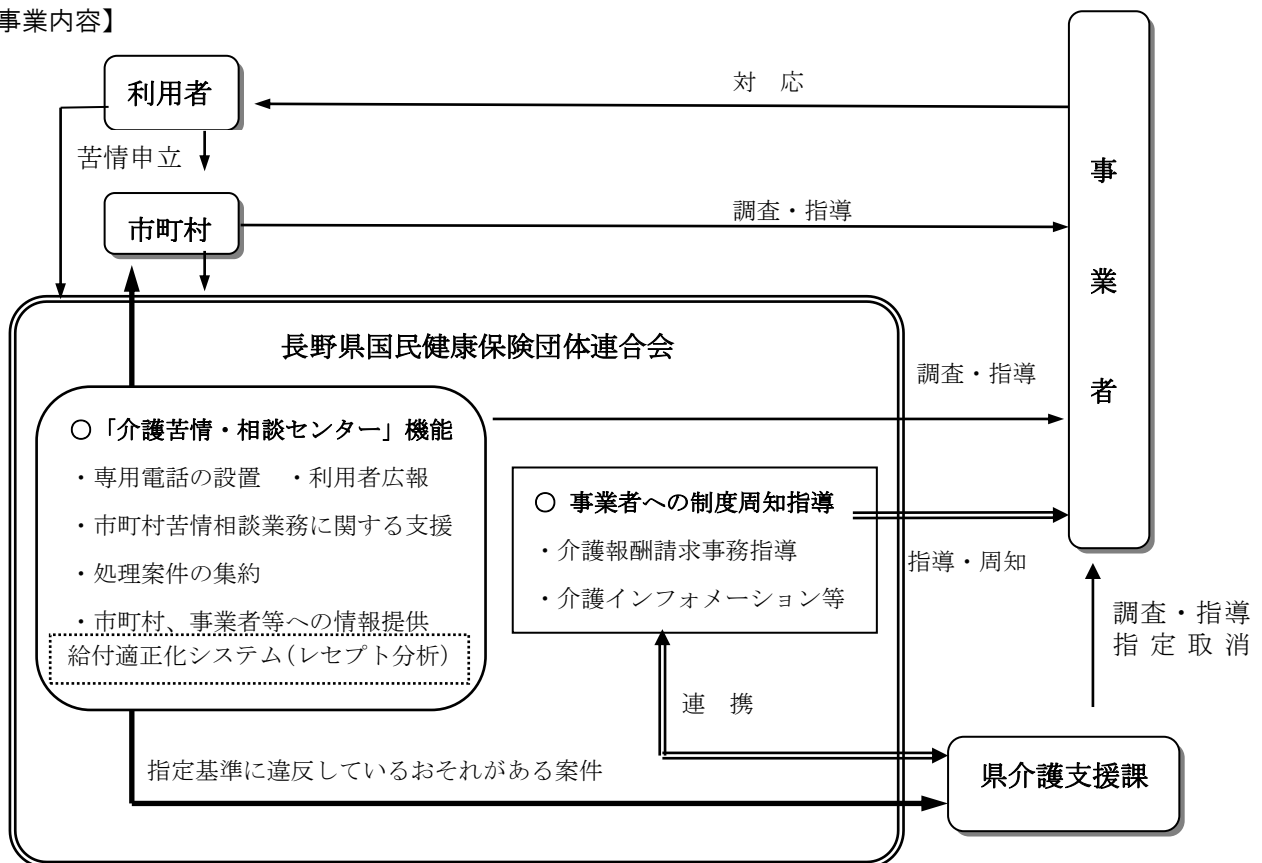 事業内容】
利用者
対　応
苦情申立
市町村
調査・指導
事
業
者
長野県国民健康保険団体連合会
調査・指導
○「介護苦情・相談センター」機能
・専用電話の設置　・利用者広報
・市町村苦情相談業務に関する支援
・処理案件の集約
・市町村、事業者等への情報提供
給付適正化システム(レセプト分析)
○ 事業者への制度周知指導
・介護報酬請求事務指導
・介護インフォメーション等
指導・周知
調査・指導
指 定 取 消
連　携
指定基準に違反しているおそれがある案件
県介護支援課